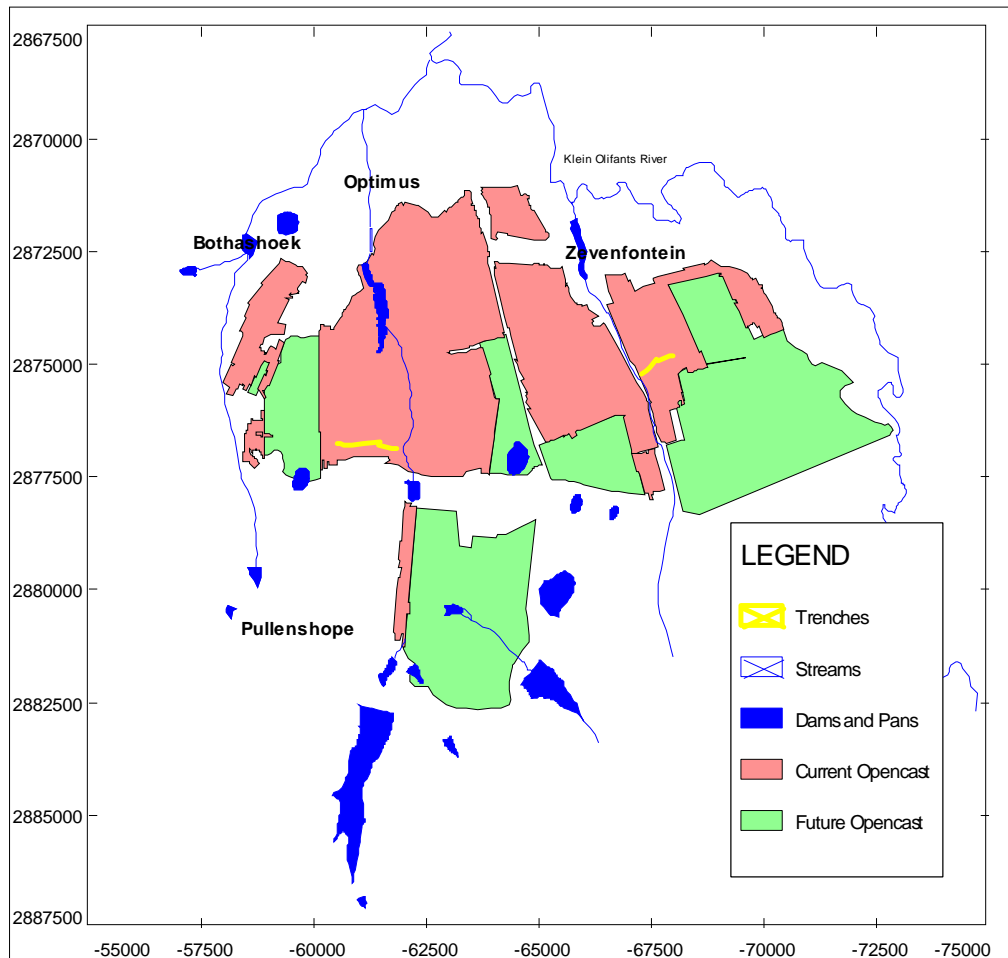 2867500
2870000
Klein Olifants River
Optimus
2872500
Bothashoek
Zevenfontein
2875000
2877500
LEGEND
2880000
Trenches
Pullenshope
Streams
2882500
Dams and Pans
Current Opencast
2885000
Future Opencast
2887500
-55000 -57500 -60000 -62500 -65000 -67500 -70000 -72500 -75000